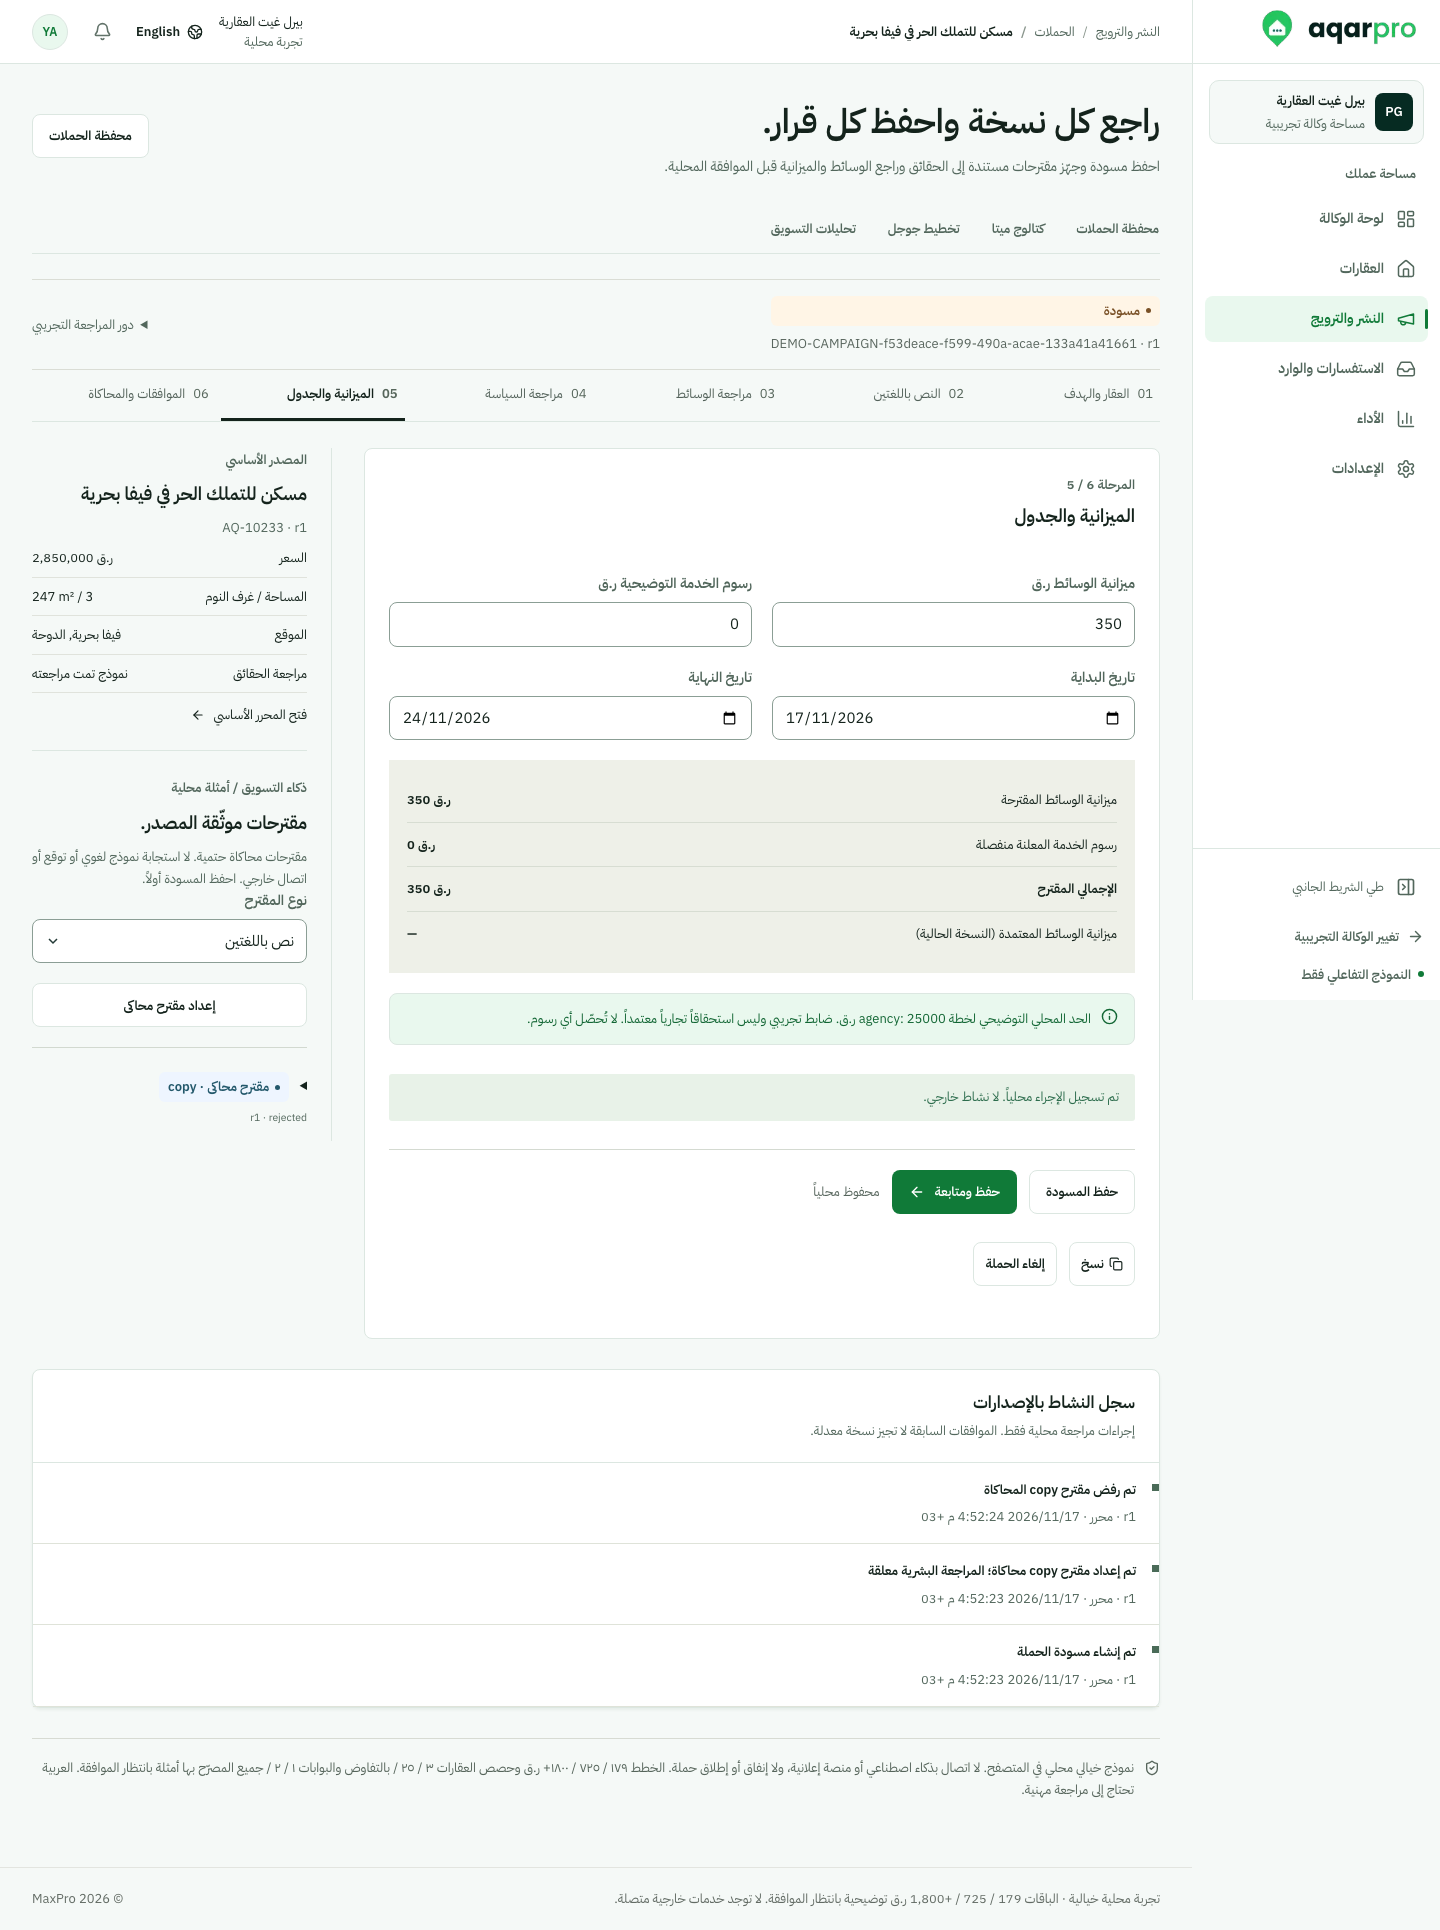 aqarpro
PG
بيرل غيت العقارية
مساحة وكالة تجريبية
مساحة عملك
لوحة الوكالة
العقارات
النشر والترويج
الاستفسارات والوارد
الأداء
الإعدادات
طي الشريط الجانبي
تغيير الوكالة التجريبية
النموذج التفاعلي فقط
النشر والترويج / الحملات / مسكن للتملك الحر في فيفا بحرية
بيرل غيت العقارية
تجربة محلية
English
YA
راجع كل نسخة واحفظ كل قرار.
احفظ مسودة وجهّز مقترحات مستندة إلى الحقائق وراجع الوسائط والميزانية قبل الموافقة المحلية.
محفظة الحملات
محفظة الحملات
كتالوج ميتا
تخطيط جوجل
تحليلات التسويق
مسودة
DEMO-CAMPAIGN-f53deace-f599-490a-acae-133a41a41661 · r1
دور المراجعة التجريبي
01 العقار والهدف
02 النص باللغتين
03 مراجعة الوسائط
04 مراجعة السياسة
05 الميزانية والجدول
06 الموافقات والمحاكاة
المرحلة 6 / 5
الميزانية والجدول
ميزانية الوسائط ر.ق
350
رسوم الخدمة التوضيحية ر.ق
0
تاريخ البداية
17/11/2026
تاريخ النهاية
24/11/2026
ميزانية الوسائط المقترحة
ر.ق 350
رسوم الخدمة المعلنة منفصلة
ر.ق 0
الإجمالي المقترح
ر.ق 350
ميزانية الوسائط المعتمدة (النسخة الحالية)
—
الحد المحلي التوضيحي لخطة agency: 25000 ر.ق. ضابط تجريبي وليس استحقاقاً تجارياً معتمداً. لا تُحصّل أي رسوم.
تم تسجيل الإجراء محلياً. لا نشاط خارجي.
حفظ المسودة
حفظ ومتابعة
محفوظ محلياً
نسخ
إلغاء الحملة
المصدر الأساسي
مسكن للتملك الحر في فيفا بحرية
AQ-10233 · r1
السعر
ر.ق 2,850,000
المساحة / غرف النوم
247 m² / 3
الموقع
فيفا بحرية, الدوحة
مراجعة الحقائق
نموذج تمت مراجعته
فتح المحرر الأساسي
ذكاء التسويق / أمثلة محلية
مقترحات موثّقة المصدر.
مقترحات محاكاة حتمية. لا استجابة نموذج لغوي أو توقع أو
اتصال خارجي. احفظ المسودة أولاً.
نوع المقترح
نص باللغتين
إعداد مقترح محاكى
مقترح محاكى · copy
r1 · rejected
سجل النشاط بالإصدارات
إجراءات مراجعة محلية فقط. الموافقات السابقة لا تجيز نسخة معدلة.
تم رفض مقترح copy المحاكاة
r1 · محرر · 2026/11/17 4:52:24 م +03
تم إعداد مقترح copy محاكاة؛ المراجعة البشرية معلقة
r1 · محرر · 2026/11/17 4:52:23 م +03
تم إنشاء مسودة الحملة
r1 · محرر · 2026/11/17 4:52:23 م +03
نموذج خيالي محلي في المتصفح. لا اتصال بذكاء اصطناعي أو منصة إعلانية، ولا إنفاق أو إطلاق حملة. الخطط ١٧٩ / ٧٢٥ / ١٨٠٠+ ر.ق وحصص العقارات ٣ / ٢٥ / بالتفاوض والبوابات ١ / ٢ / جميع المصرّح بها أمثلة بانتظار الموافقة. العربية
تحتاج إلى مراجعة مهنية.
تجربة محلية خيالية · الباقات 179 / 725 / +1,800 ر.ق توضيحية بانتظار الموافقة. لا توجد خدمات خارجية متصلة.
© 2026 MaxPro